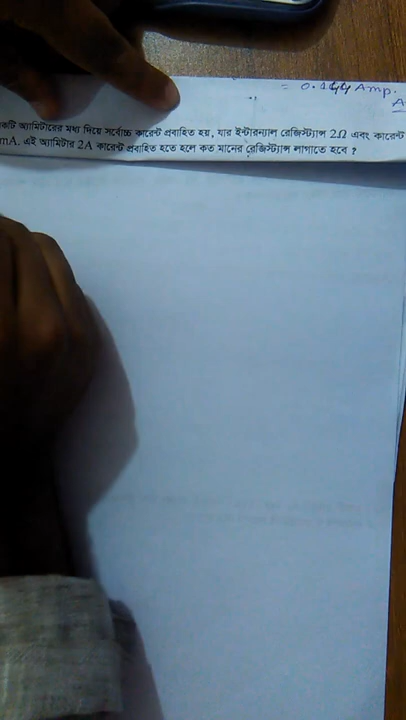 = 0.144 Amp.
কটি অ্যামিটারের মধ্য দিয়ে সর্বোচ্চ কারেন্ট প্রবাহিত হয়, যার ইন্টারন্যাল রেজিস্ট্যান্স 2Ω এবং কারেন্ট
mA. এই অ্যামিটার 2A কারেন্ট প্রবাহিত হতে হলে কত মানের রেজিস্ট্যান্স লাগাতে হবে ?